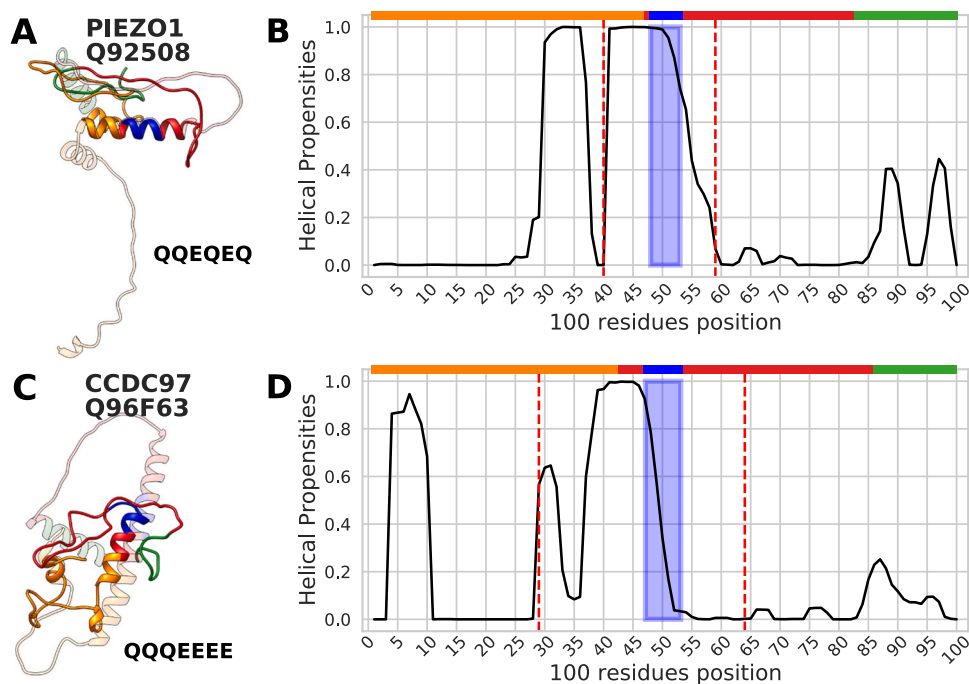 A
PIEZO1
Q92508
QQEQEQ
B
Helical Propensities
1.0
0.8
0.6
0.4
0.2
0.0
0 5 10 15 20 25 30 35 40 45 50 55 60 65 70 75 80 85 90 95 100
100 residues position
C
CCDC97
Q96F63
QQQEEEE
D
Helical Propensities
1.0
0.8
0.6
0.4
0.2
0.0
0 5 10 15 20 25 30 35 40 45 50 55 60 65 70 75 80 85 90 95 100
100 residues position